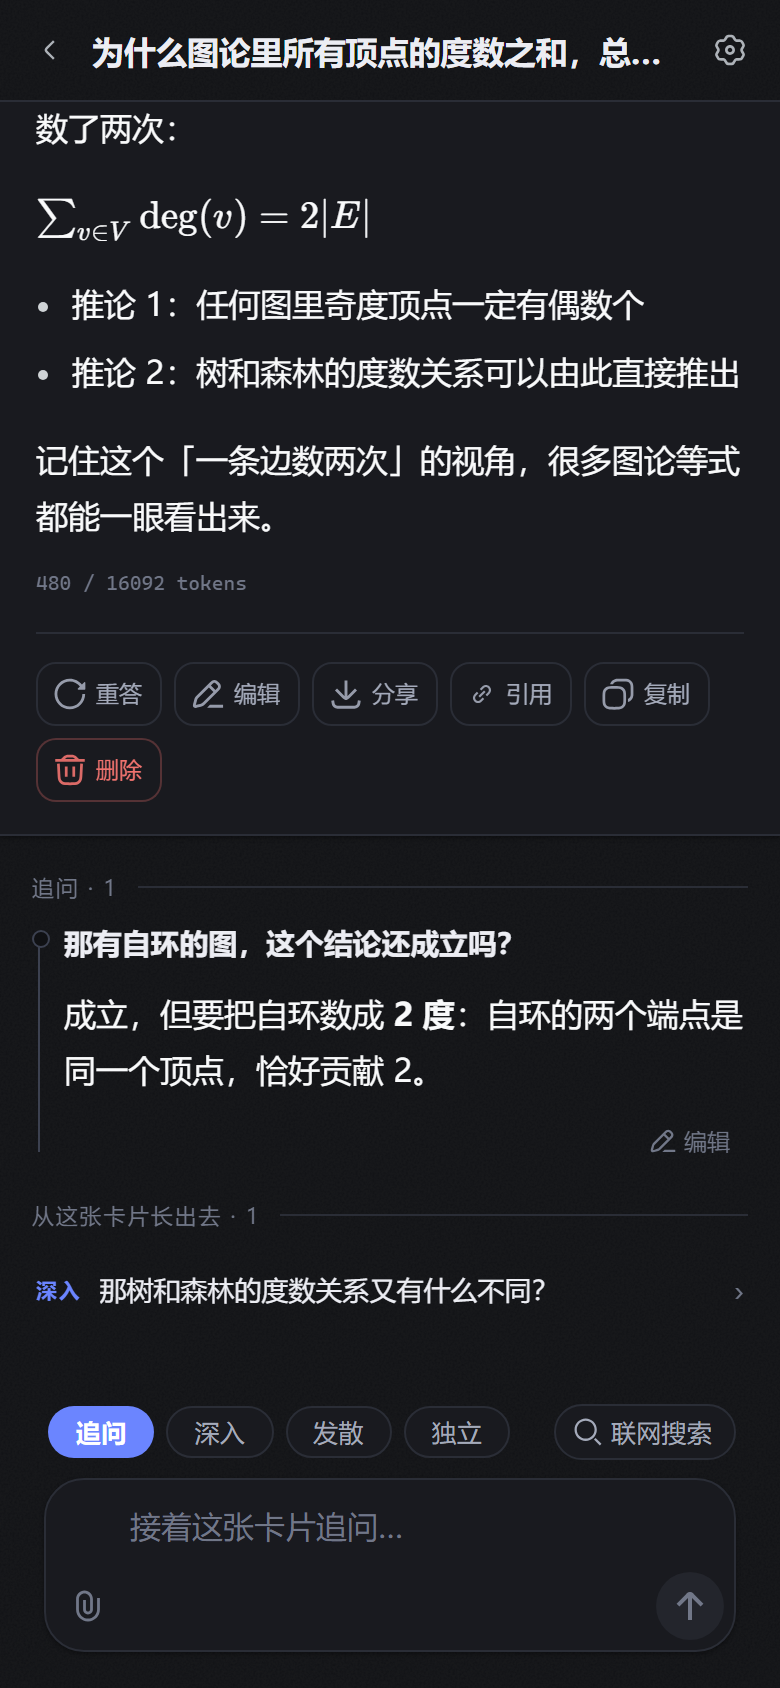 为什么图论里所有顶点的度数之和，总...
数了两次：
∑v∈V deg(v) = 2|E|
• 推论 1：任何图里奇度顶点一定有偶数个
• 推论 2：树和森林的度数关系可以由此直接推出
记住这个「一条边数两次」的视角，很多图论等式
都能一眼看出来。
480 / 16092 tokens
重答 编辑 分享 引用 复制
删除
追问 · 1
那有自环的图，这个结论还成立吗？
成立，但要把自环数成 2 度：自环的两个端点是
同一个顶点，恰好贡献 2。
编辑
从这张卡片长出去 · 1
深入 那树和森林的度数关系又有什么不同？ ›
追问 深入 发散 独立 联网搜索
接着这张卡片追问...